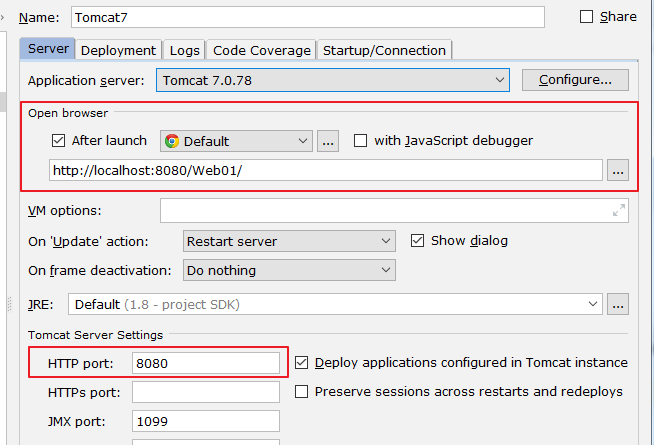 Name: Tomcat7 Share
Server Deployment Logs Code Coverage Startup/Connection
Application server: Tomcat 7.0.78 Configure...
Open browser
After launch Default ... with JavaScript debugger
http://localhost:8080/Web01/ ...
VM options:
On 'Update' action: Restart server Show dialog
On frame deactivation: Do nothing
JRE: Default (1.8 - project SDK) ...
Tomcat Server Settings
HTTP port: 8080 Deploy applications configured in Tomcat instance
HTTPs port: Preserve sessions across restarts and redeploys
JMX port: 1099